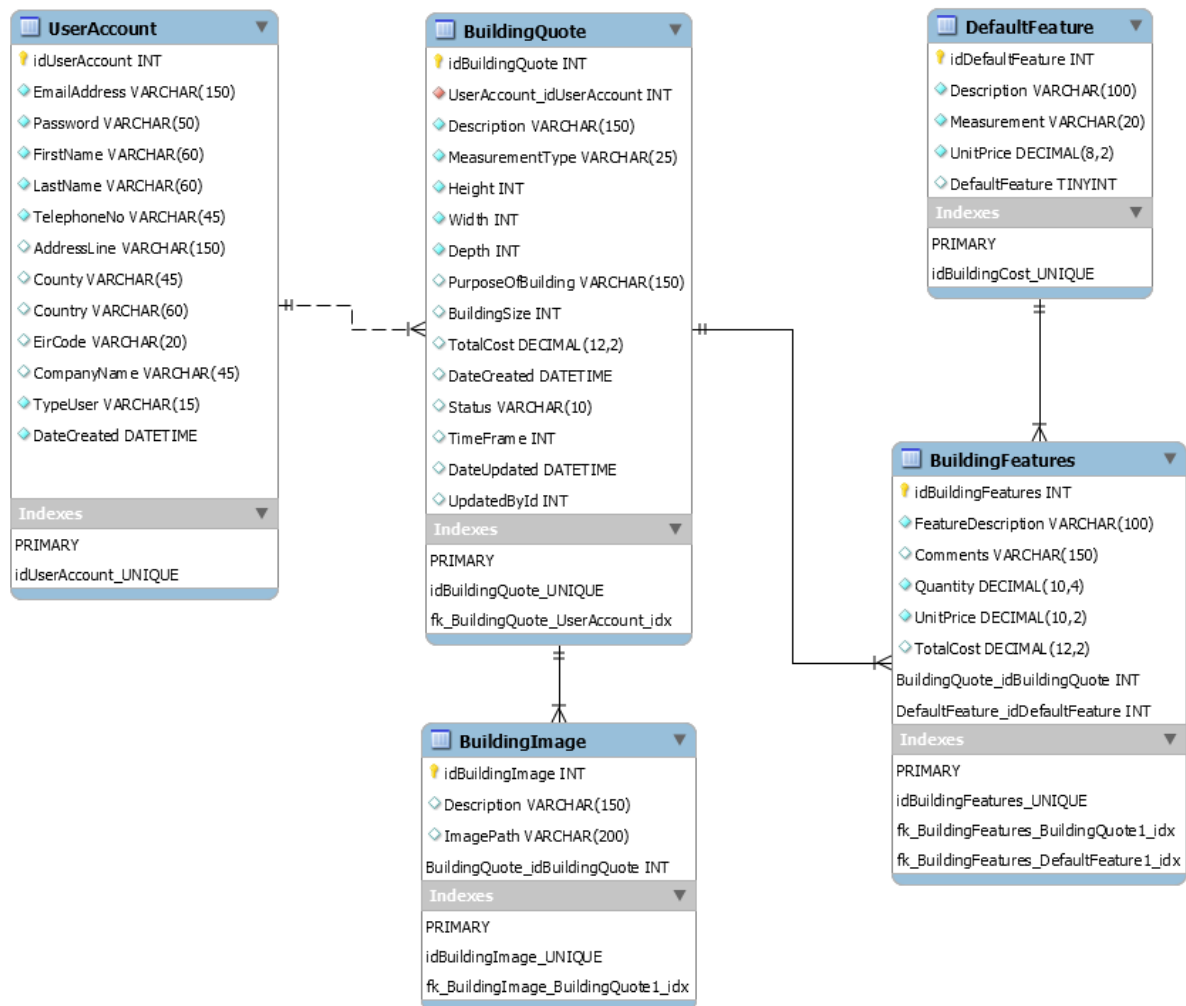 UserAccount
idUserAccount INT
EmailAddress VARCHAR(150)
Password VARCHAR(50)
FirstName VARCHAR(60)
LastName VARCHAR(60)
TelephoneNo VARCHAR(45)
AddressLine VARCHAR(150)
County VARCHAR(45)
Country VARCHAR(60)
EirCode VARCHAR(20)
CompanyName VARCHAR(45)
TypeUser VARCHAR(15)
DateCreated DATETIME
Indexes
PRIMARY
idUserAccount_UNIQUE
BuildingQuote
idBuildingQuote INT
UserAccount_idUserAccount INT
Description VARCHAR(150)
MeasurementType VARCHAR(25)
Height INT
Width INT
Depth INT
PurposeOfBuilding VARCHAR(150)
BuildingSize INT
TotalCost DECIMAL(12,2)
DateCreated DATETIME
Status VARCHAR(10)
TimeFrame INT
DateUpdated DATETIME
UpdatedById INT
Indexes
PRIMARY
idBuildingQuote_UNIQUE
fk_BuildingQuote_UserAccount_idx
DefaultFeature
idDefaultFeature INT
Description VARCHAR(100)
Measurement VARCHAR(20)
UnitPrice DECIMAL(8,2)
DefaultFeature TINYINT
Indexes
PRIMARY
idBuildingCost_UNIQUE
BuildingFeatures
idBuildingFeatures INT
FeatureDescription VARCHAR(100)
Comments VARCHAR(150)
Quantity DECIMAL(10,4)
UnitPrice DECIMAL(10,2)
TotalCost DECIMAL(12,2)
BuildingQuote_idBuildingQuote INT
DefaultFeature_idDefaultFeature INT
Indexes
PRIMARY
idBuildingFeatures_UNIQUE
fk_BuildingFeatures_BuildingQuote1_idx
fk_BuildingFeatures_DefaultFeature1_idx
BuildingImage
idBuildingImage INT
Description VARCHAR(150)
ImagePath VARCHAR(200)
BuildingQuote_idBuildingQuote INT
Indexes
PRIMARY
idBuildingImage_UNIQUE
fk_BuildingImage_BuildingQuote1_idx